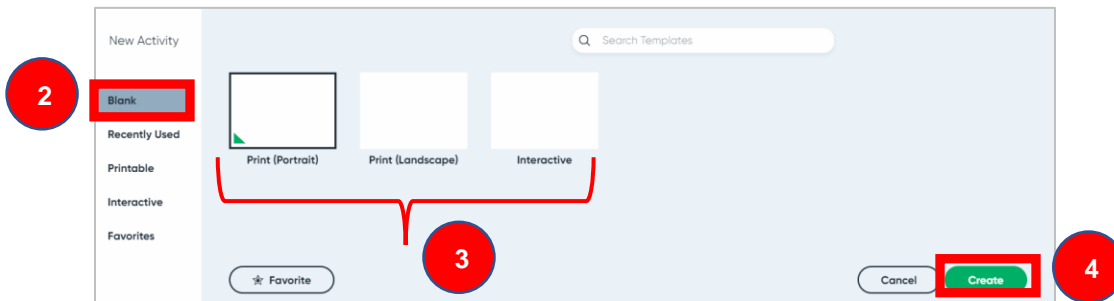 New Activity
Search Templates
2
Blank
Recently Used
Printable
Interactive
Favorites
Print (Portrait)
Print (Landscape)
Interactive
3
Favorite
Cancel
Create
4